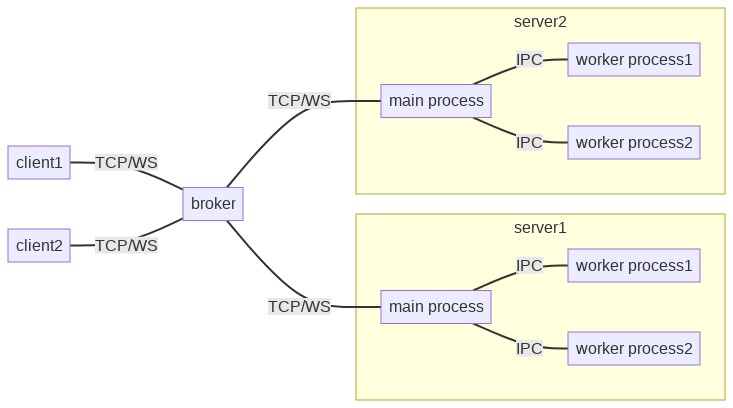 server2
IPC
worker process1
TCP/WS
main process
IPC
worker process2
client1
TCP/WS
broker
client2
TCP/WS
server1
IPC
worker process1
TCP/WS
main process
IPC
worker process2